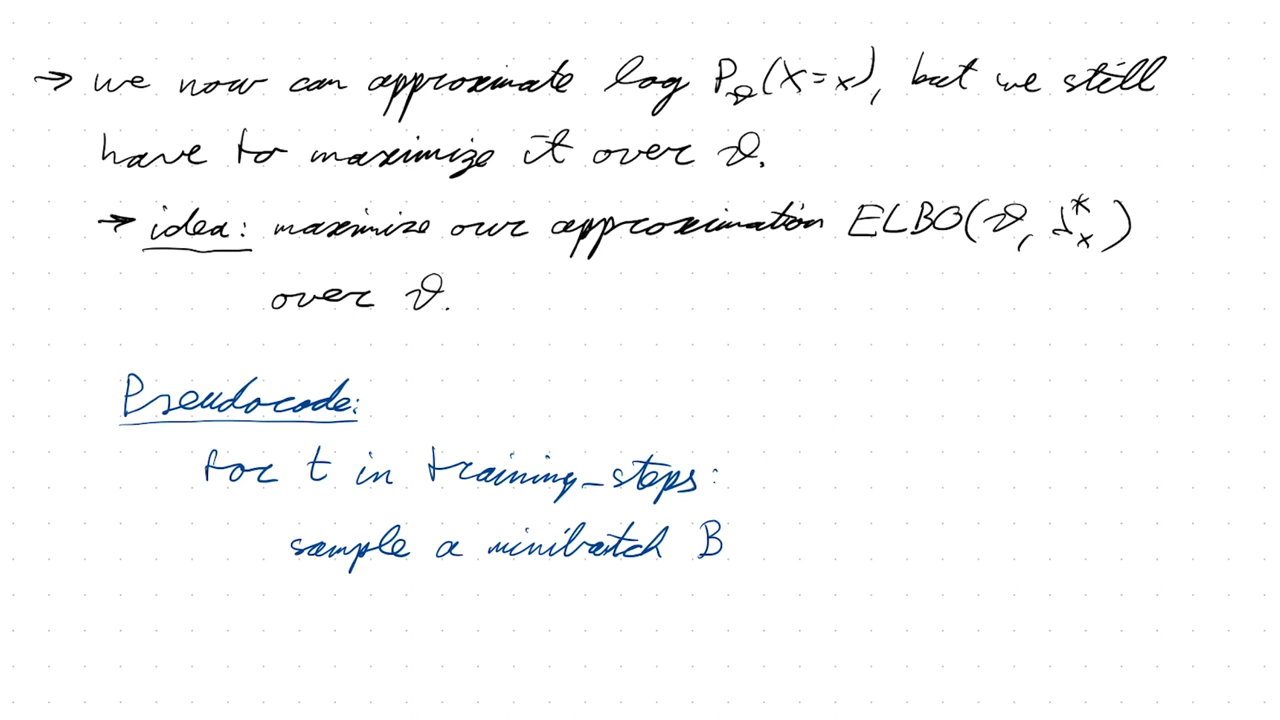 → we now can approximate log P_ϑ(X=x), but we still
have to maximize it over ϑ.
→ idea: maximize our approximation ELBO(ϑ, λ*_x)
over ϑ.
Pseudocode:
for t in training_steps:
sample a minibatch B